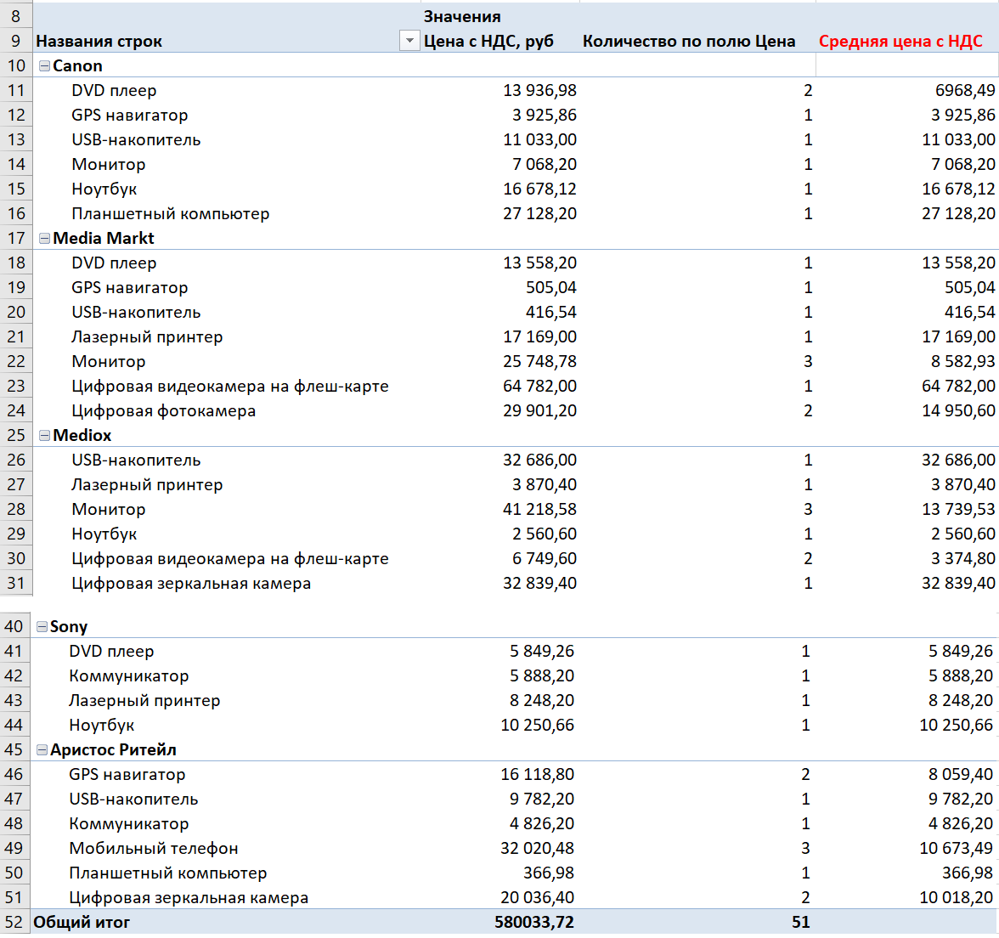 8 Значения
9 Названия строк Цена с НДС, руб Количество по полю Цена Средняя цена с НДС
10 Canon
11 DVD плеер 13 936,98 2 6968,49
12 GPS навигатор 3 925,86 1 3 925,86
13 USB-накопитель 11 033,00 1 11 033,00
14 Монитор 7 068,20 1 7 068,20
15 Ноутбук 16 678,12 1 16 678,12
16 Планшетный компьютер 27 128,20 1 27 128,20
17 Media Markt
18 DVD плеер 13 558,20 1 13 558,20
19 GPS навигатор 505,04 1 505,04
20 USB-накопитель 416,54 1 416,54
21 Лазерный принтер 17 169,00 1 17 169,00
22 Монитор 25 748,78 3 8 582,93
23 Цифровая видеокамера на флеш-карте 64 782,00 1 64 782,00
24 Цифровая фотокамера 29 901,20 2 14 950,60
25 Mediox
26 USB-накопитель 32 686,00 1 32 686,00
27 Лазерный принтер 3 870,40 1 3 870,40
28 Монитор 41 218,58 3 13 739,53
29 Ноутбук 2 560,60 1 2 560,60
30 Цифровая видеокамера на флеш-карте 6 749,60 2 3 374,80
31 Цифровая зеркальная камера 32 839,40 1 32 839,40
40 Sony
41 DVD плеер 5 849,26 1 5 849,26
42 Коммуникатор 5 888,20 1 5 888,20
43 Лазерный принтер 8 248,20 1 8 248,20
44 Ноутбук 10 250,66 1 10 250,66
45 Аристос Ритейл
46 GPS навигатор 16 118,80 2 8 059,40
47 USB-накопитель 9 782,20 1 9 782,20
48 Коммуникатор 4 826,20 1 4 826,20
49 Мобильный телефон 32 020,48 3 10 673,49
50 Планшетный компьютер 366,98 1 366,98
51 Цифровая зеркальная камера 20 036,40 2 10 018,20
52 Общий итог 580033,72 51